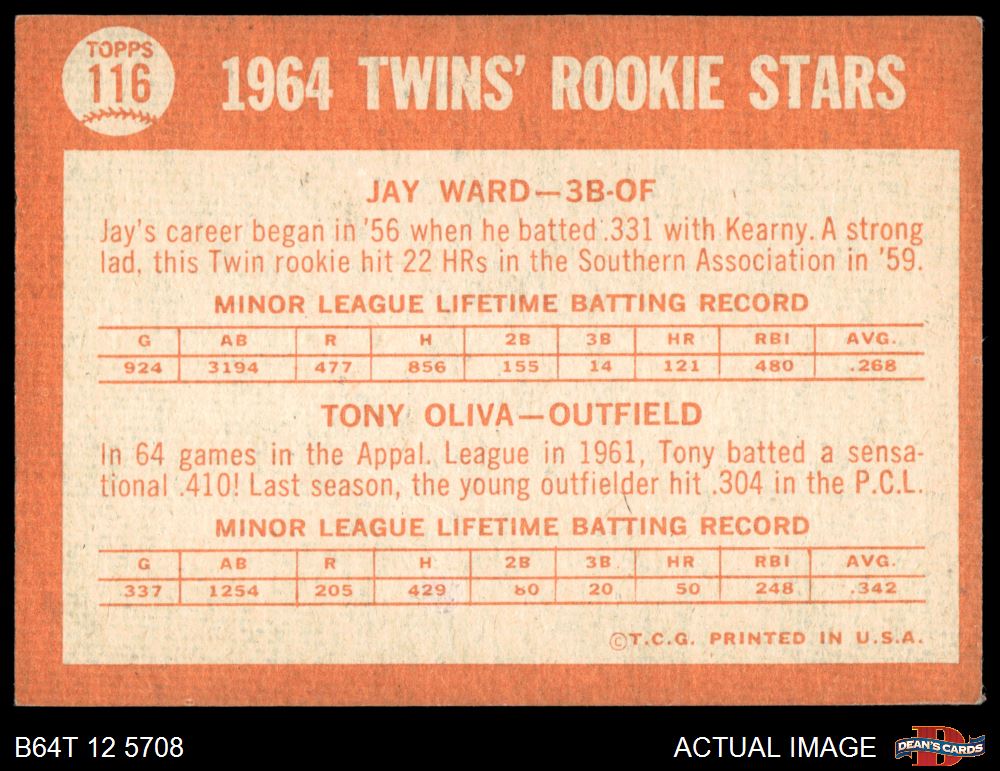 TOPPS
116
1964 TWINS' ROOKIE STARS
JAY WARD—3B-OF
Jay's career began in '56 when he batted .331 with Kearny. A strong
lad, this Twin rookie hit 22 HRs in the Southern Association in '59.
MINOR LEAGUE LIFETIME BATTING RECORD
G AB R H 2B 3B HR RBI AVG.
924 3194 477 856 155 14 121 480 .268
TONY OLIVA—OUTFIELD
In 64 games in the Appal. League in 1961, Tony batted a sensa-
tional .410! Last season, the young outfielder hit .304 in the P.C.L.
MINOR LEAGUE LIFETIME BATTING RECORD
G AB R H 2B 3B HR RBI AVG.
337 1254 205 429 60 20 50 248 .342
©T.C.G. PRINTED IN U.S.A.
B64T 12 5708
ACTUAL IMAGE
D
DEAN'S CARDS